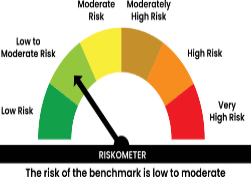 Moderate
Risk
Moderately
High Risk
Low to
Moderate Risk
High Risk
Low Risk
Very
High Risk
RISKOMETER
The risk of the benchmark is low to moderate